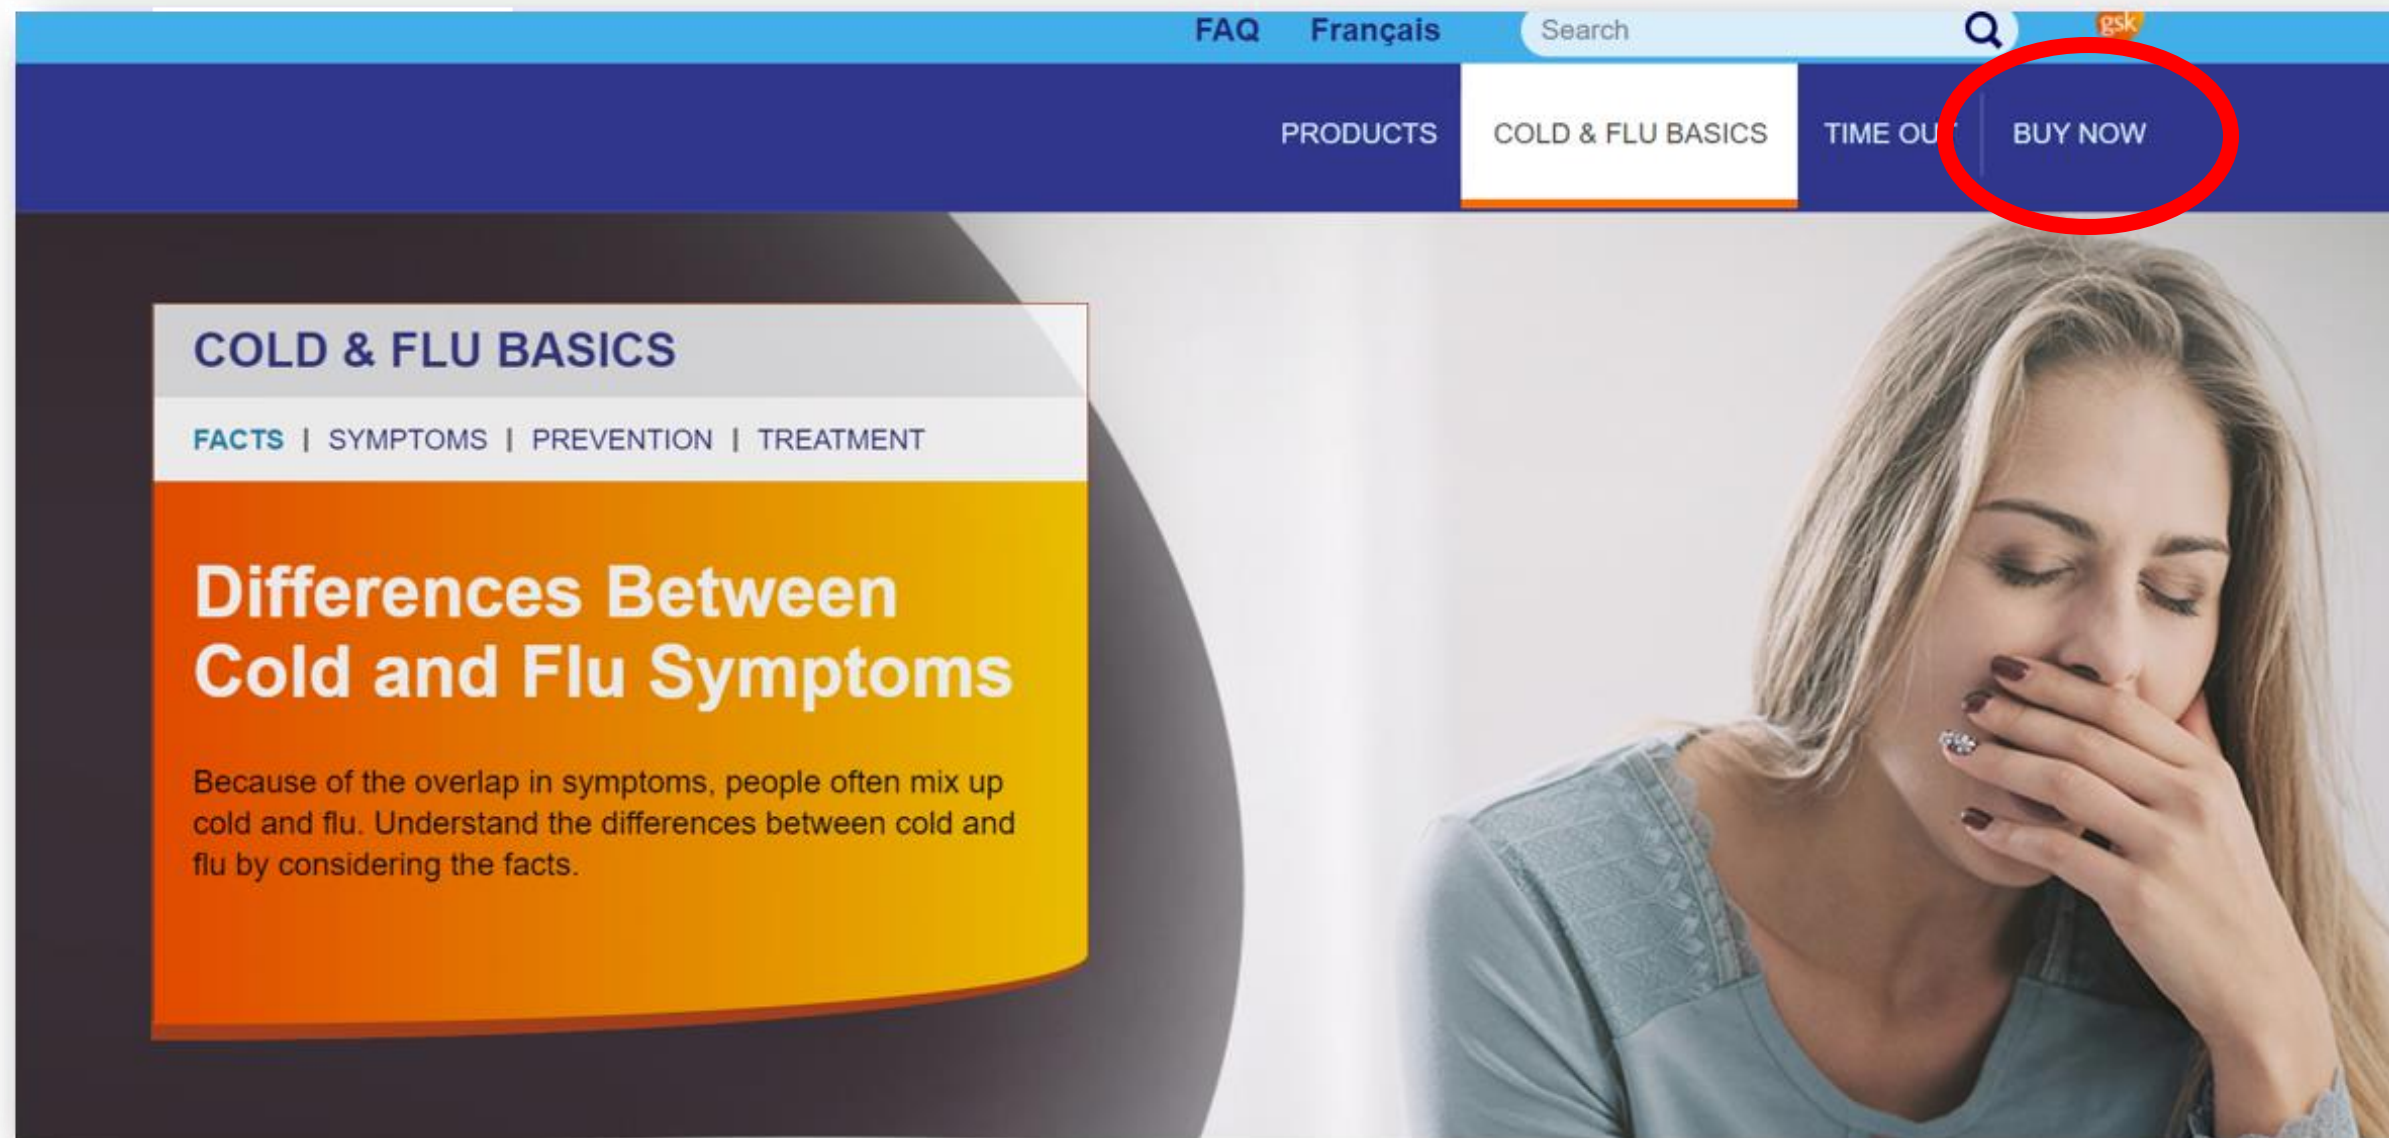 FAQ Français Search gsk
PRODUCTS COLD & FLU BASICS TIME OUT BUY NOW
COLD & FLU BASICS
FACTS | SYMPTOMS | PREVENTION | TREATMENT
Differences Between
Cold and Flu Symptoms
Because of the overlap in symptoms, people often mix up
cold and flu. Understand the differences between cold and
flu by considering the facts.